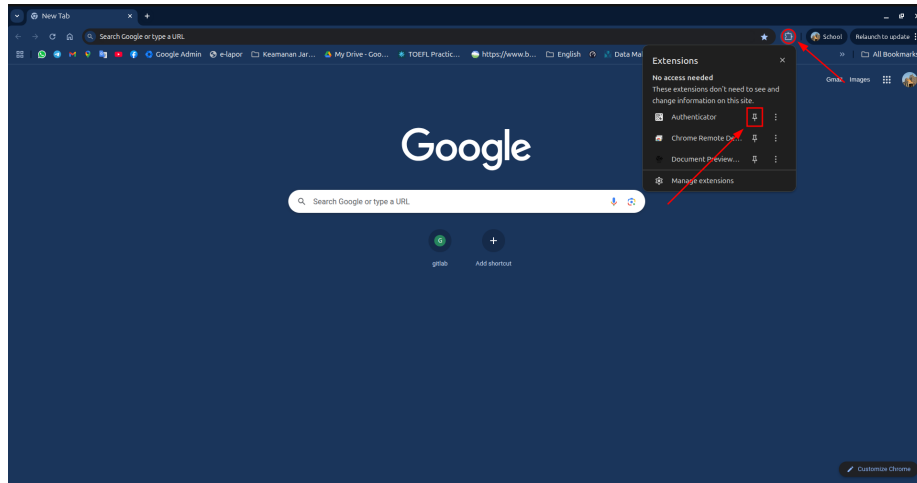 New Tab
Search Google or type a URL
School
Relaunch to update
Google Admin
e-lapor
Keamanan Jar...
My Drive - Goo...
TOEFL Practic...
https://www.b...
English
Data Ma
All Bookmarks
Extensions
No access needed
These extensions don't need to see and
change information on this site.
Authenticator
Chrome Remote De...
Document Preview...
Manage extensions
Gmail
Images
Google
Search Google or type a URL
G
gitlab
Add shortcut
Customize Chrome